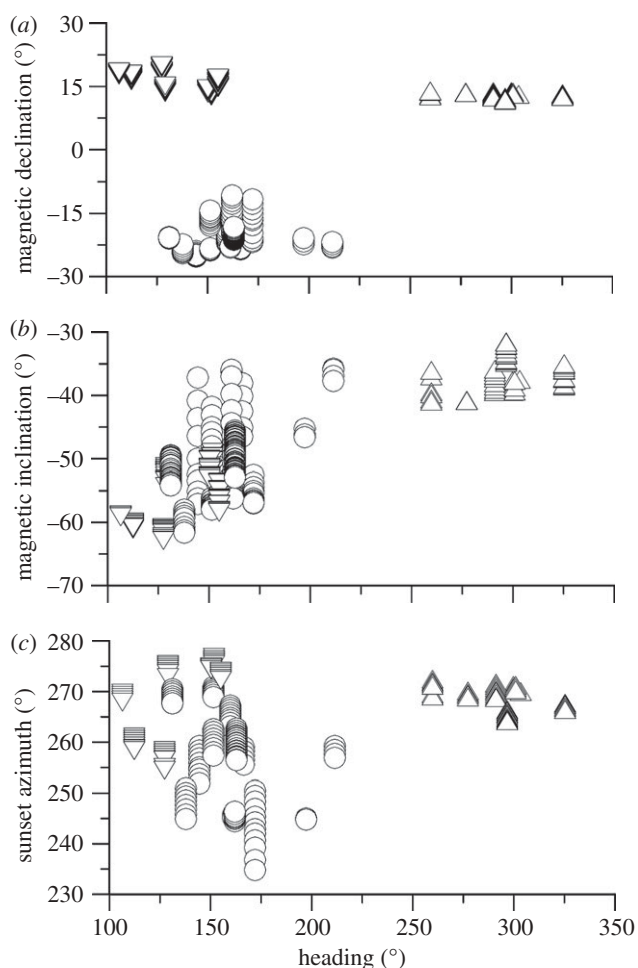 (a)
magnetic declination (°)
30
15
0
–15
–30
(b)
magnetic inclination (°)
–30
–40
–50
–60
–70
(c)
sunset azimuth (°)
280
270
260
250
240
230
100 150 200 250 300 350
heading (°)